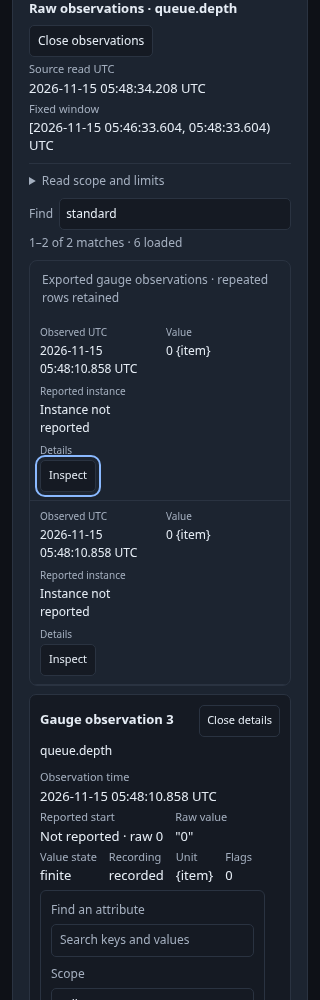 Raw observations · queue.depth
Close observations
Source read UTC
2026-11-15 05:48:34.208 UTC
Fixed window
[2026-11-15 05:46:33.604, 05:48:33.604)
UTC
Read scope and limits
Find standard
1–2 of 2 matches · 6 loaded
Exported gauge observations · repeated
rows retained
Observed UTC Value
2026-11-15 0 {item}
05:48:10.858 UTC
Reported instance
Instance not
reported
Details
Inspect
Observed UTC Value
2026-11-15 0 {item}
05:48:10.858 UTC
Reported instance
Instance not
reported
Details
Inspect
Gauge observation 3 Close details
queue.depth
Observation time
2026-11-15 05:48:10.858 UTC
Reported start Raw value
Not reported · raw 0 "0"
Value state Recording Unit Flags
finite recorded {item} 0
Find an attribute
Search keys and values
Scope